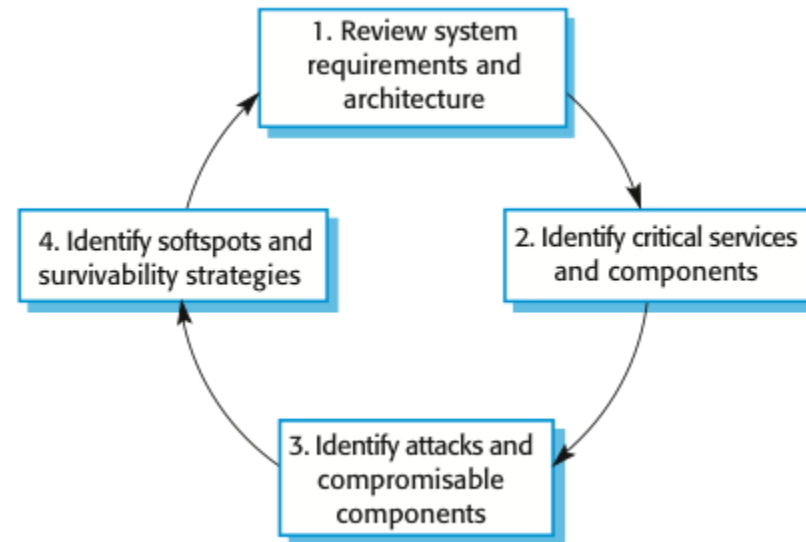 1. Review system
requirements and
architecture
2. Identify critical services
and components
3. Identify attacks and
compromisable
components
4. Identify softspots and
survivability strategies